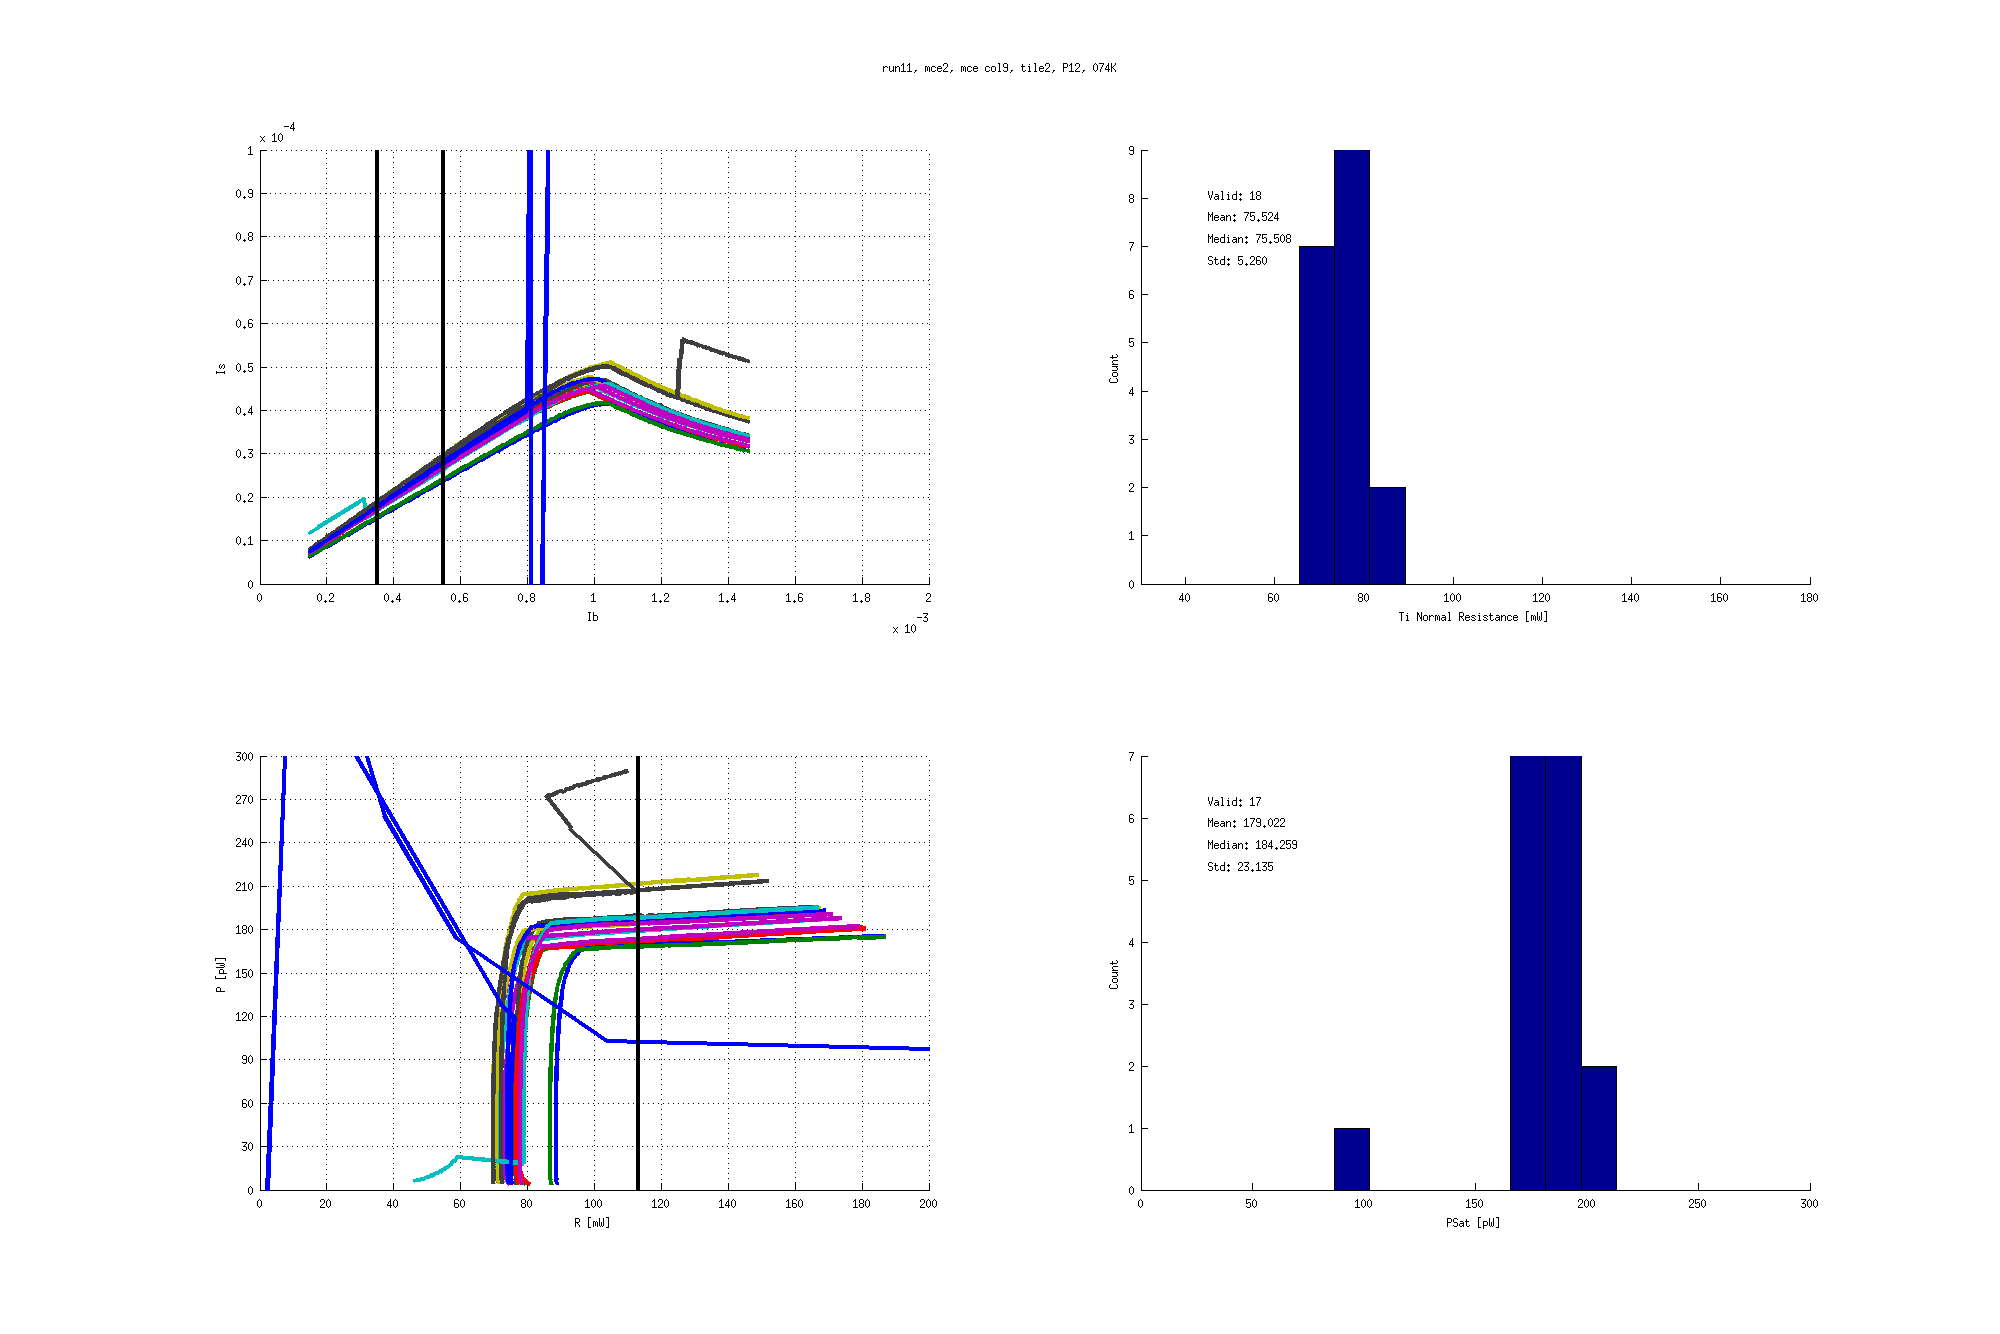 run11, mce2, mce col9, tile2, P12, 074K
x 10^-4
1
0.9
0.8
0.7
0.6
0.5
0.4
0.3
0.2
0.1
0
Is
0 0.2 0.4 0.6 0.8 1 1.2 1.4 1.6 1.8 2
Ib
x 10^-3
9
8
7
6
5
4
3
2
1
0
Count
Valid: 18
Mean: 75.524
Median: 75.508
Std: 5.260
40 60 80 100 120 140 160 180
Ti Normal Resistance [mW]
300
270
240
210
180
150
120
90
60
30
0
P [pW]
0 20 40 60 80 100 120 140 160 180 200
R [mW]
7
6
5
4
3
2
1
0
Count
Valid: 17
Mean: 179.022
Median: 184.259
Std: 23.135
0 50 100 150 200 250 300
PSat [pW]